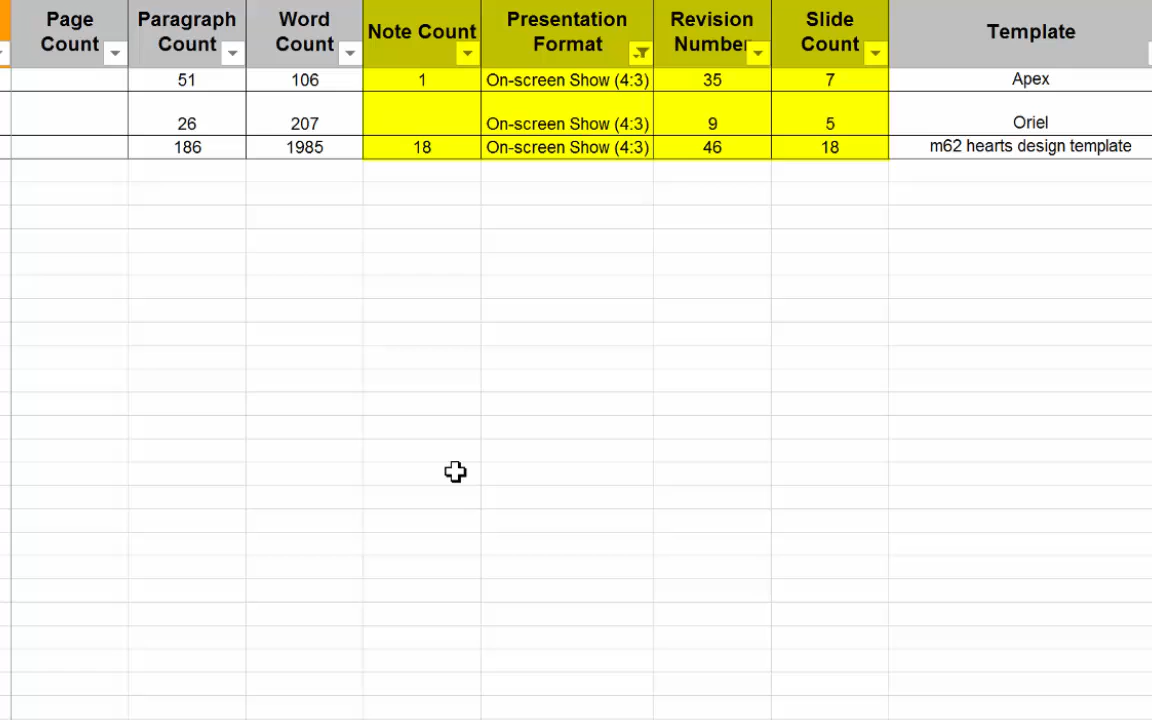 Page Count Paragraph Count Word Count Note Count Presentation Format Revision Number Slide Count Template
51 106 1 On-screen Show (4:3) 35 7 Apex
26 207 On-screen Show (4:3) 9 5 Oriel
186 1985 18 On-screen Show (4:3) 46 18 m62 hearts design template